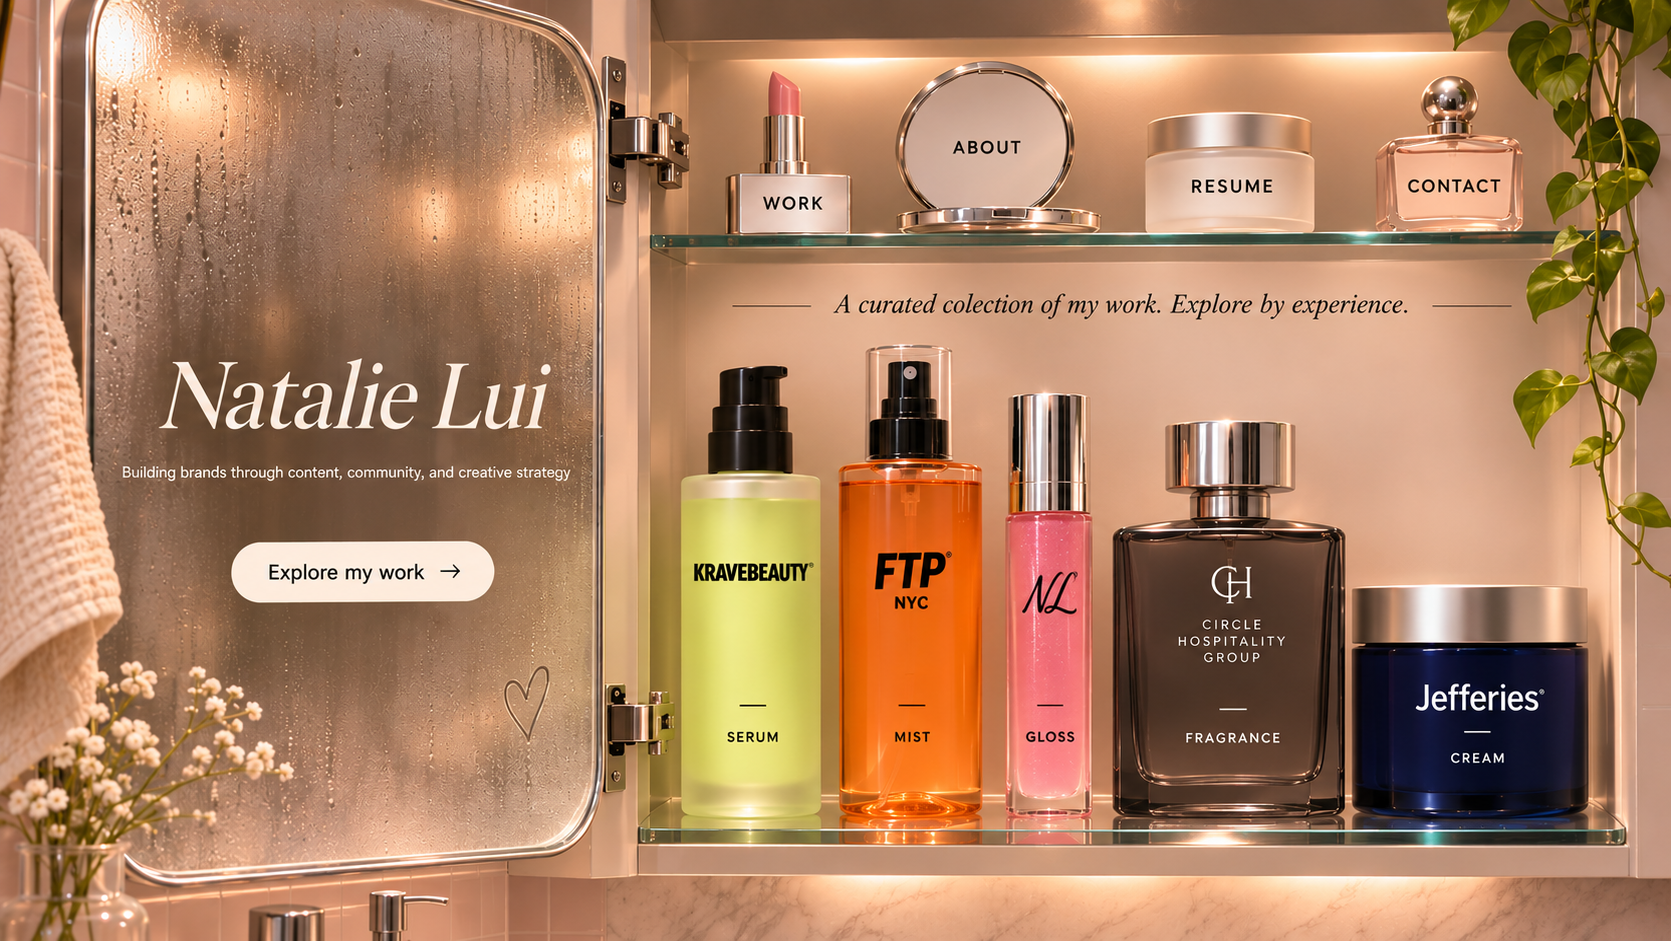 WORK
ABOUT
RESUME
CONTACT
A curated colection of my work. Explore by experience.
Natalie Lui
Building brands through content, community, and creative strategy
Explore my work →
KRAVEBEAUTY®
SERUM
FTP®
NYC
MIST
NL
GLOSS
CH
CIRCLE
HOSPITALITY
GROUP
FRAGRANCE
Jefferies®
CREAM